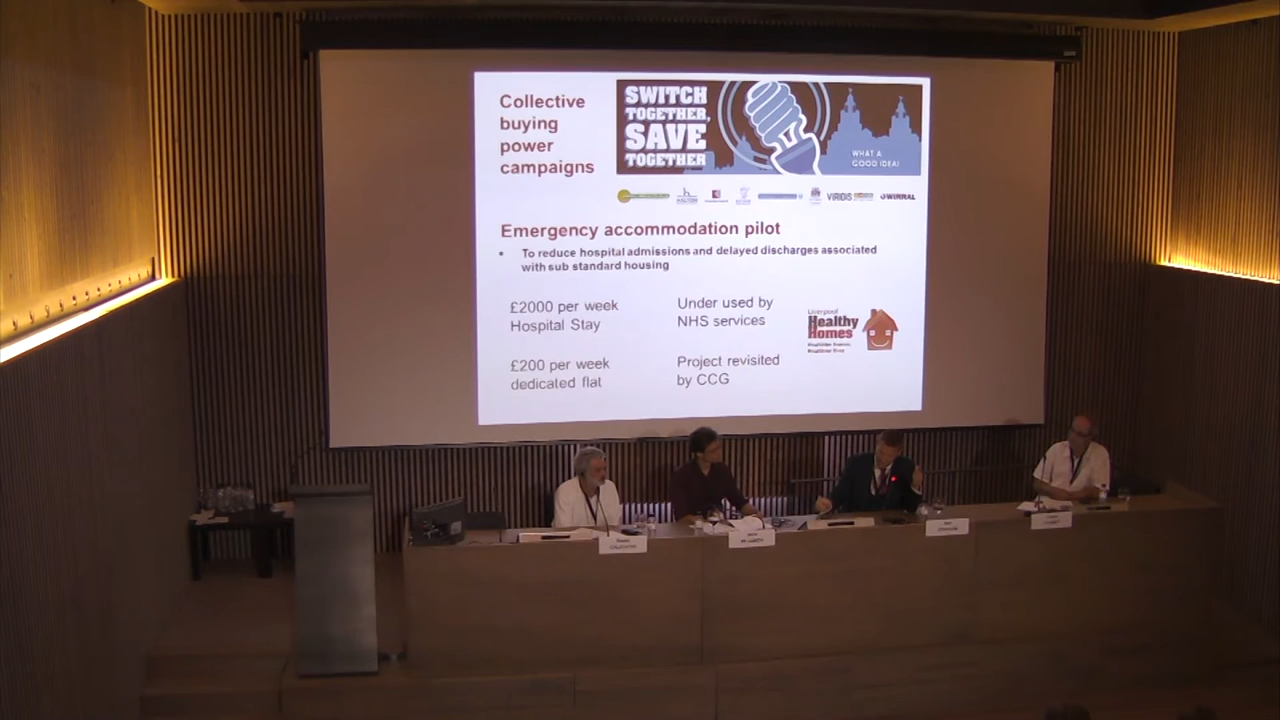 Collective
buying
power
campaigns
SWITCH
TOGETHER,
SAVE
TOGETHER
WHAT A
GOOD IDEA!
HALTON
VIRIDIS
WIRRAL
Emergency accommodation pilot
• To reduce hospital admissions and delayed discharges associated
with sub standard housing
£2000 per week
Hospital Stay
Under used by
NHS services
Liverpool
Healthy
Homes
£200 per week
dedicated flat
Project revisited
by CCG